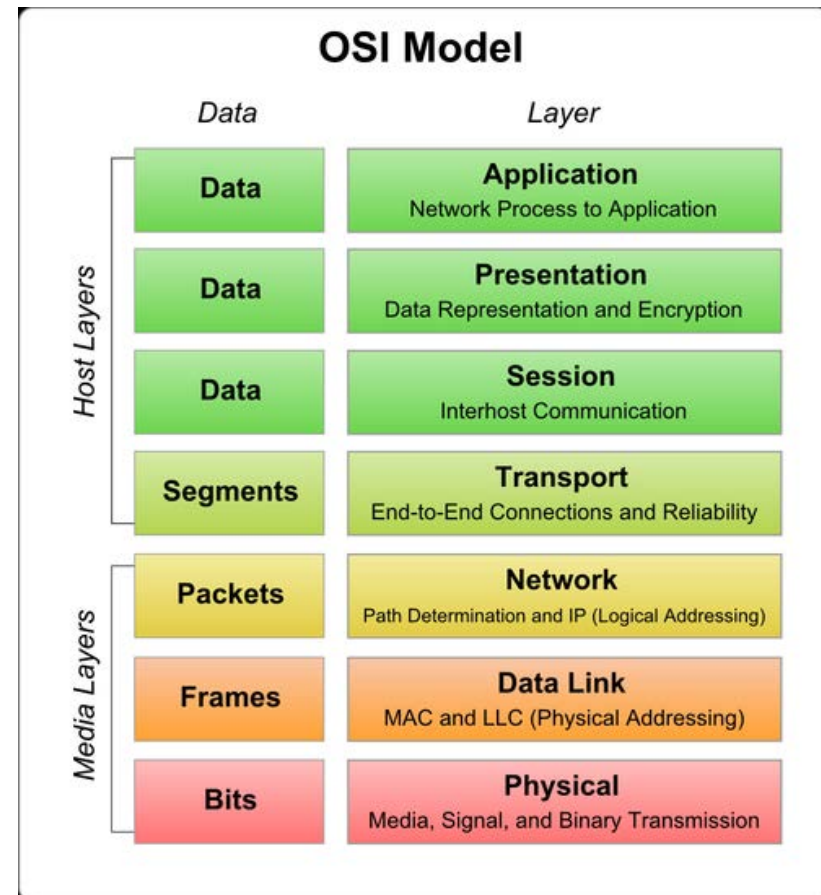 OSI Model
Data
Layer
Host Layers
Data
Application
Network Process to Application
Data
Presentation
Data Representation and Encryption
Data
Session
Interhost Communication
Segments
Transport
End-to-End Connections and Reliability
Media Layers
Packets
Network
Path Determination and IP (Logical Addressing)
Frames
Data Link
MAC and LLC (Physical Addressing)
Bits
Physical
Media, Signal, and Binary Transmission